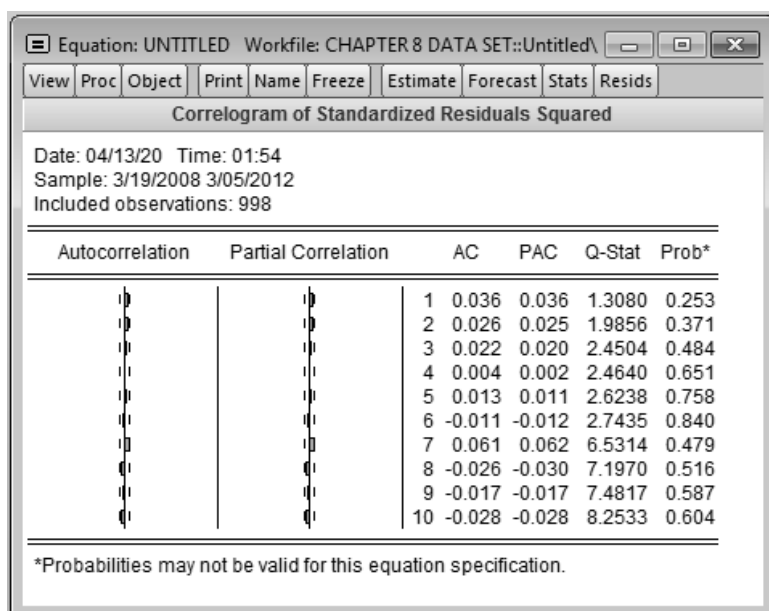 Equation: UNTITLED Workfile: CHAPTER 8 DATA SET::Untitled\
View Proc Object Print Name Freeze Estimate Forecast Stats Resids
Correlogram of Standardized Residuals Squared
Date: 04/13/20 Time: 01:54
Sample: 3/19/2008 3/05/2012
Included observations: 998
Autocorrelation Partial Correlation AC PAC Q-Stat Prob*
1 0.036 0.036 1.3080 0.253
2 0.026 0.025 1.9856 0.371
3 0.022 0.020 2.4504 0.484
4 0.004 0.002 2.4640 0.651
5 0.013 0.011 2.6238 0.758
6 -0.011 -0.012 2.7435 0.840
7 0.061 0.062 6.5314 0.479
8 -0.026 -0.030 7.1970 0.516
9 -0.017 -0.017 7.4817 0.587
10 -0.028 -0.028 8.2533 0.604
*Probabilities may not be valid for this equation specification.